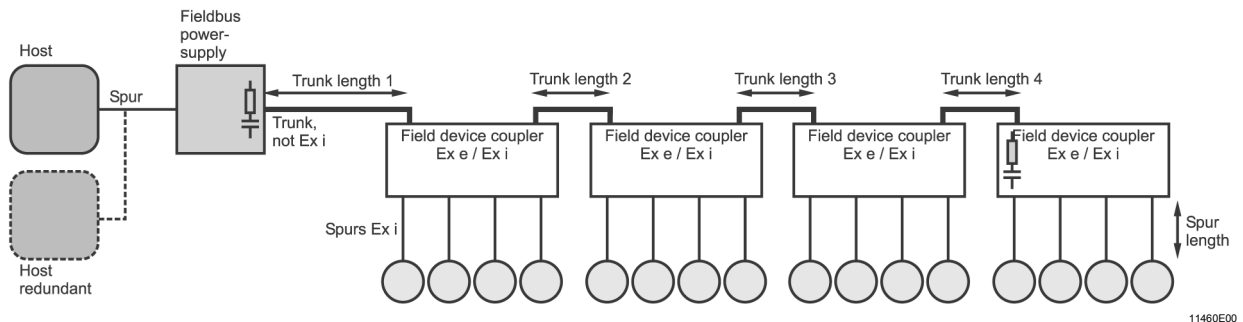 Host
Spur
Fieldbus
power-
supply
Trunk length 1
Trunk,
not Ex i
Trunk length 2
Trunk length 3
Trunk length 4
Field device coupler
Ex e / Ex i
Field device coupler
Ex e / Ex i
Field device coupler
Ex e / Ex i
Field device coupler
Ex e / Ex i
Spurs Ex i
Spur
length
Host
redundant
11460E00